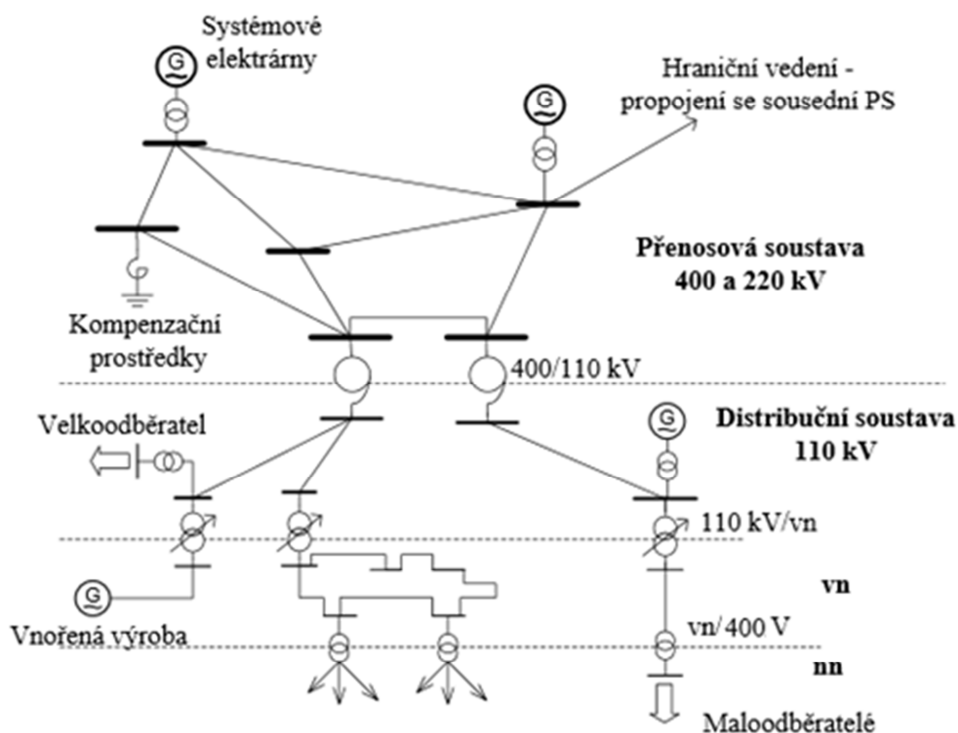 Systémové
elektrárny
G
G
Hraniční vedení -
propojení se sousední PS
Přenosová soustava
400 a 220 kV
Kompenzační
prostředky
400/110 kV
Velkoodběratel
G
Distribuční soustava
110 kV
110 kV/vn
G
Vnořená výroba
vn
vn/400 V
nn
Maloodběratelé